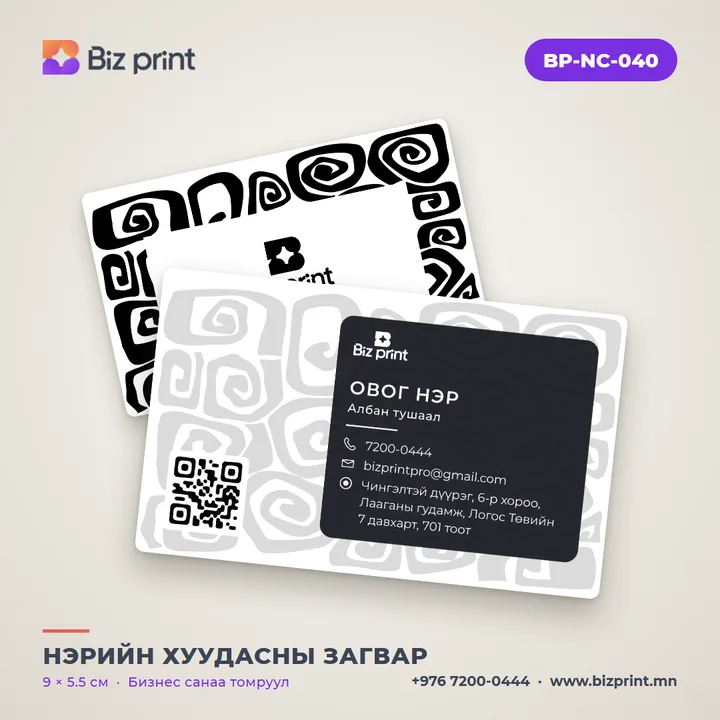 Biz print
BP-NC-040
print
Biz print
ОВОГ НЭР
Албан тушаал
7200-0444
bizprintpro@gmail.com
Чингэлтэй дүүрэг, 6-р хороо,
Лааганы гудамж, Логос Төвийн
7 давхарт, 701 тоот
НЭРИЙН ХУУДАСНЫ ЗАГВАР
9 × 5.5 см · Бизнес санаа томруул
+976 7200-0444 · www.bizprint.mn